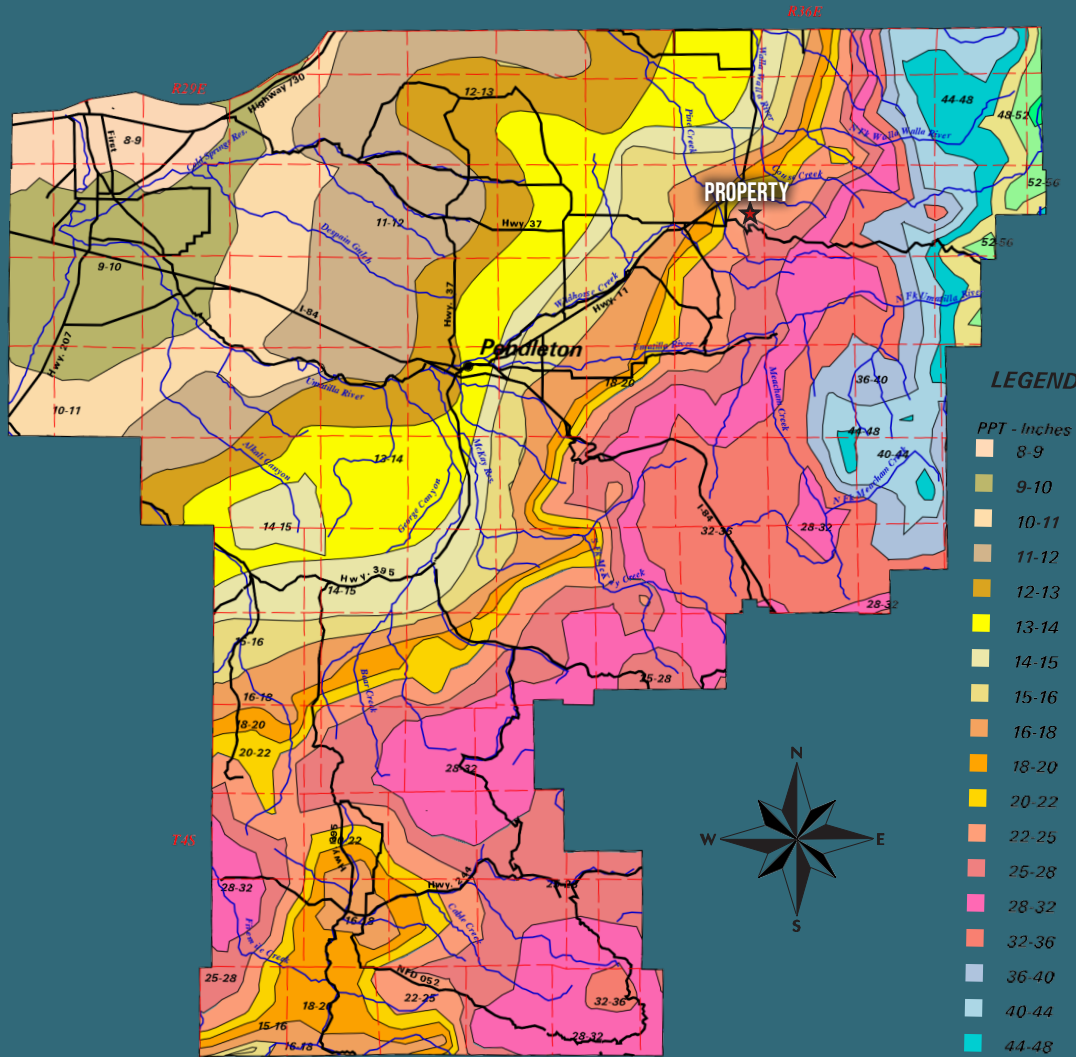 R36E
R29E
Highway 730
First
8-9
Cold Springs Res.
12-13
Walla Walla River
Pine Creek
N Fk Walla Walla River
44-48
48-52
52-56
Couse Creek
PROPERTY
11-12
Despain Gulch
Hwy 37
52-56
9-10
Wildhorse Creek
Hwy. 11
Hwy. 37
N Fk Umatilla River
I-84
Hwy. 207
Pendleton
Umatilla River
Umatilla River
18-20
36-40
Meacham Creek
LEGEND
10-11
PPT - Inches
44-48
40-44
13-14
Alkali Canyon
McKay Res.
George Canyon
N Fk Meacham Creek
14-15
I-84
32-36
28-32
Hwy. 395
14-15
McKay Creek
28-32
15-16
Bear Creek
25-28
16-18
18-20
20-22
28-32
T4S
20-22
Hwy 395
28-32
Hwy. 244
25-28
16-18
Cable Creek
Fivemile Creek
25-28
NFD 052
22-25
32-36
18-20
15-16
16-18
28-32
N
W
E
S
8-9
9-10
10-11
11-12
12-13
13-14
14-15
15-16
16-18
18-20
20-22
22-25
25-28
28-32
32-36
36-40
40-44
44-48